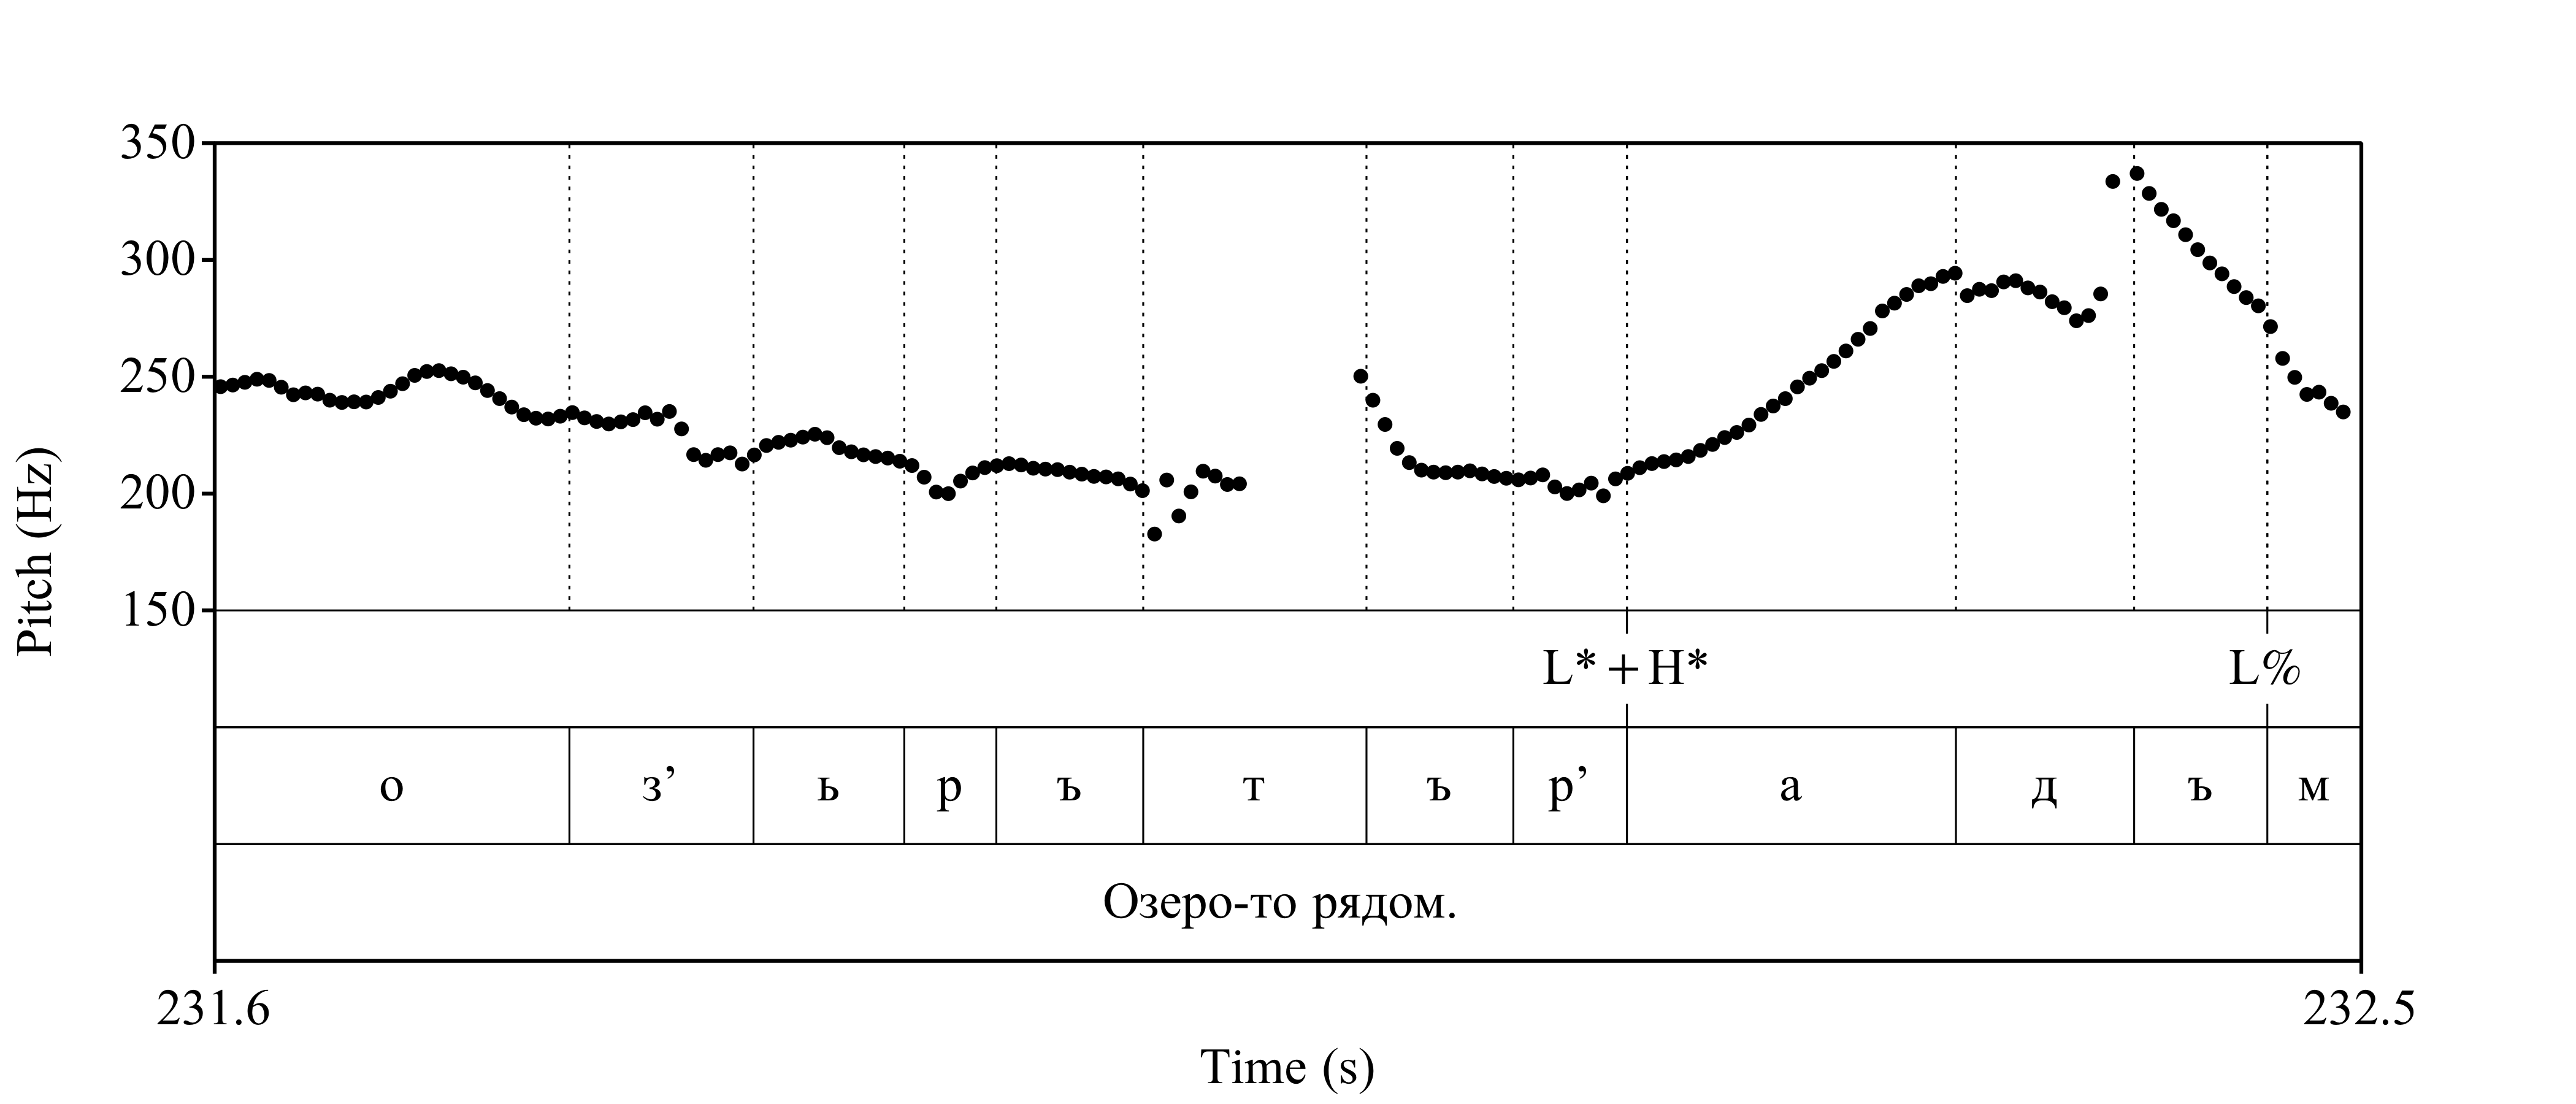 350
300
250
200
150
Pitch (Hz)
L* + H* L%
о з’ ь р ъ т ъ р’ а д ъ м
Озеро-то рядом.
231.6 232.5
Time (s)